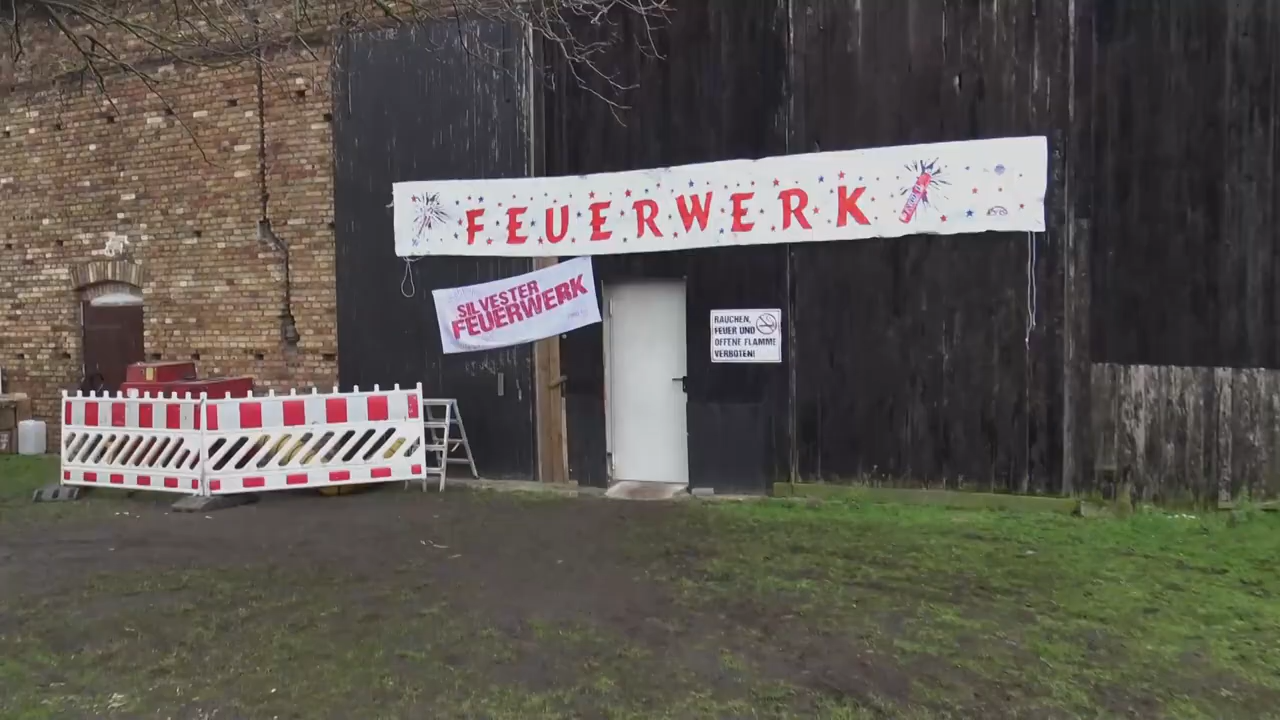 FEUERWERK
SILVESTER
FEUERWERK
RAUCHEN,
FEUER UND
OFFENE FLAMME
VERBOTEN!